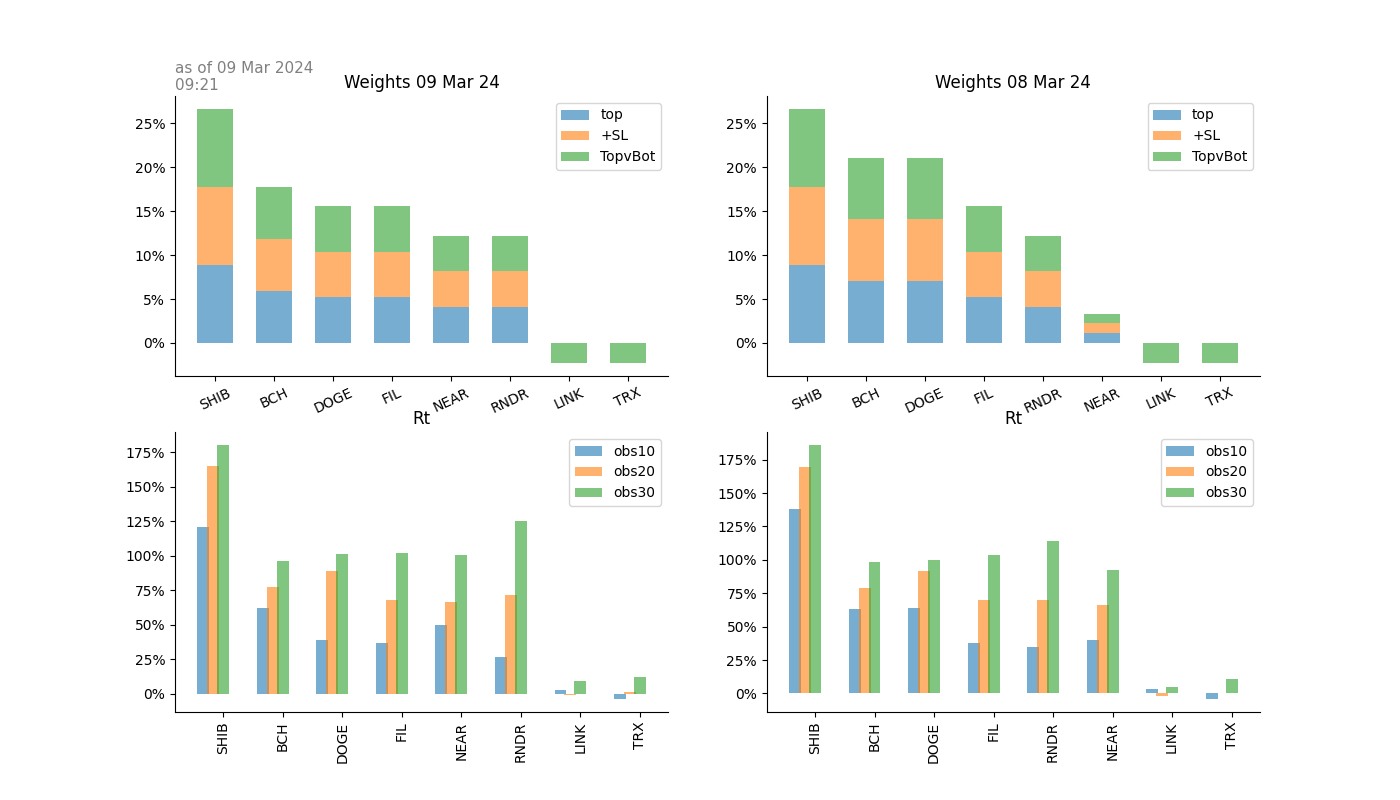 as of 09 Mar 2024
09:21
Weights 09 Mar 24
25%
20%
15%
10%
5%
0%
top
+SL
TopvBot
SHIB BCH DOGE FIL NEAR RNDR LINK TRX
Weights 08 Mar 24
25%
20%
15%
10%
5%
0%
top
+SL
TopvBot
SHIB BCH DOGE FIL RNDR NEAR LINK TRX
Rt
175%
150%
125%
100%
75%
50%
25%
0%
obs10
obs20
obs30
SHIB BCH DOGE FIL NEAR RNDR LINK TRX
Rt
175%
150%
125%
100%
75%
50%
25%
0%
obs10
obs20
obs30
SHIB BCH DOGE FIL RNDR NEAR LINK TRX